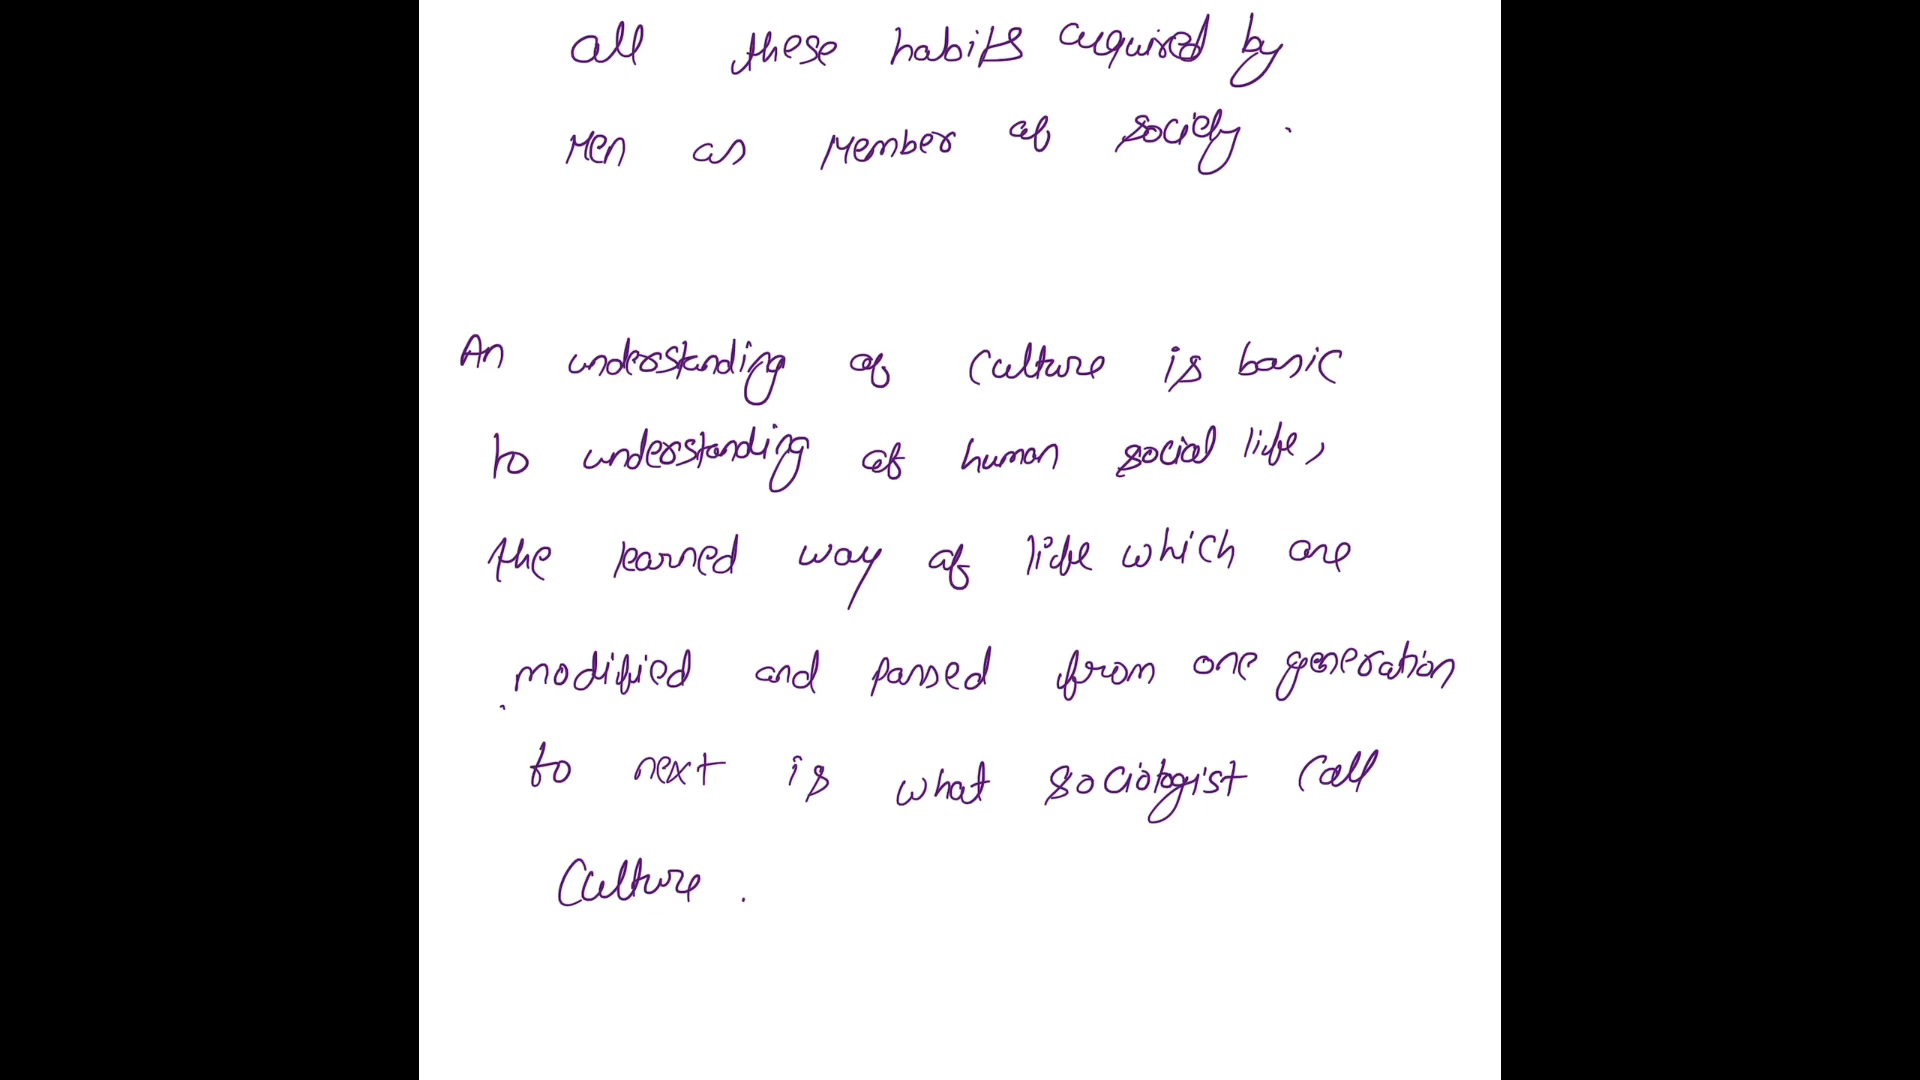 all these habits acquired by
Men as Member of society.
An understanding of Culture is basic
to understanding of human social life,
the learned way of life which are
modified and passed from one generation
to next is what sociologist call
Culture.